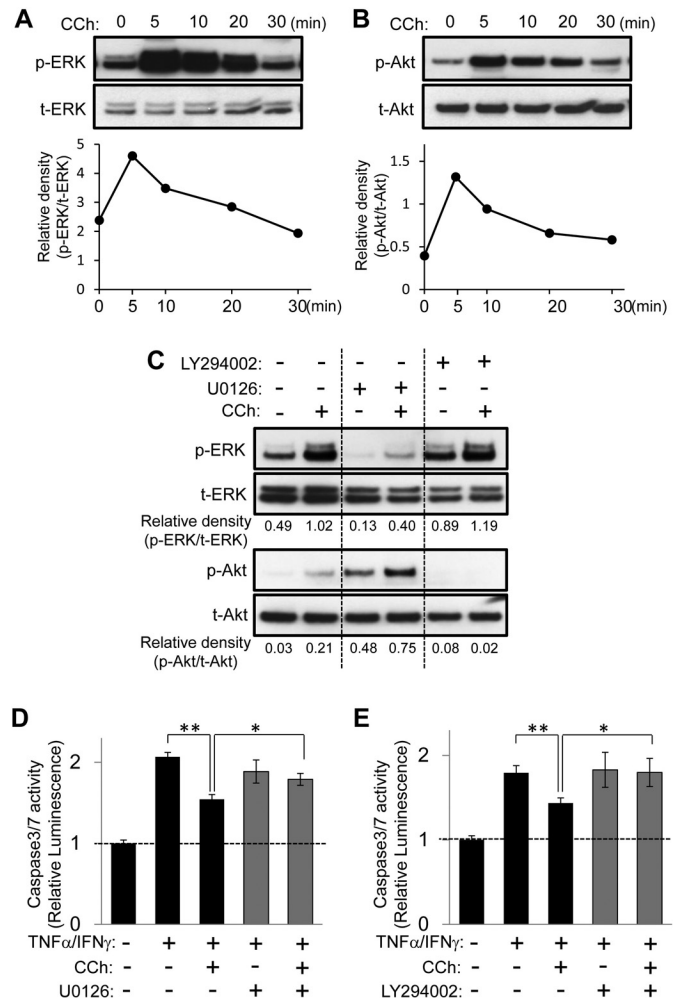 A
CCh: 0 5 10 20 30 (min)
p-ERK
t-ERK
Relative density
(p-ERK/t-ERK)
5
4
3
2
1
0
0 5 10 20 30 (min)
B
CCh: 0 5 10 20 30 (min)
p-Akt
t-Akt
Relative density
(p-Akt/t-Akt)
1.5
1
0.5
0
0 5 10 20 30 (min)
C
LY294002: - - - - + +
U0126: - - + + - -
CCh: - + - + - +
p-ERK
t-ERK
Relative density
(p-ERK/t-ERK)
0.49 1.02 0.13 0.40 0.89 1.19
p-Akt
t-Akt
Relative density
(p-Akt/t-Akt)
0.03 0.21 0.48 0.75 0.08 0.02
D
Caspase3/7 activity
(Relative Luminescence)
2
1
0
** *
TNFα/IFNγ: - + + + +
CCh: - - + - +
U0126: - - - + +
E
Caspase3/7 activity
(Relative Luminescence)
2
1
0
** *
TNFα/IFNγ: - + + + +
CCh: - - + - +
LY294002: - - - + +